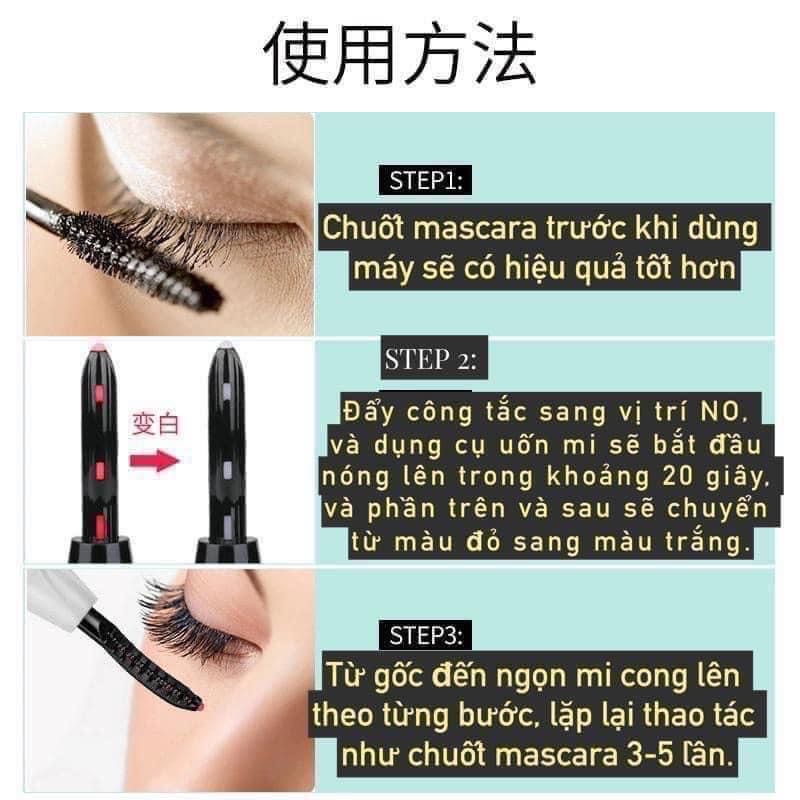 使用方法
STEP1:
Chuốt mascara trước khi dùng
máy sẽ có hiệu quả tốt hơn
STEP 2:
变白
Đẩy công tắc sang vị trí NO,
và dụng cụ uốn mi sẽ bắt đầu
nóng lên trong khoảng 20 giây,
và phần trên và sau sẽ chuyển
từ màu đỏ sang màu trắng.
STEP3:
Từ gốc đến ngọn mi cong lên
theo từng bước, lặp lại thao tác
như chuốt mascara 3-5 lần.